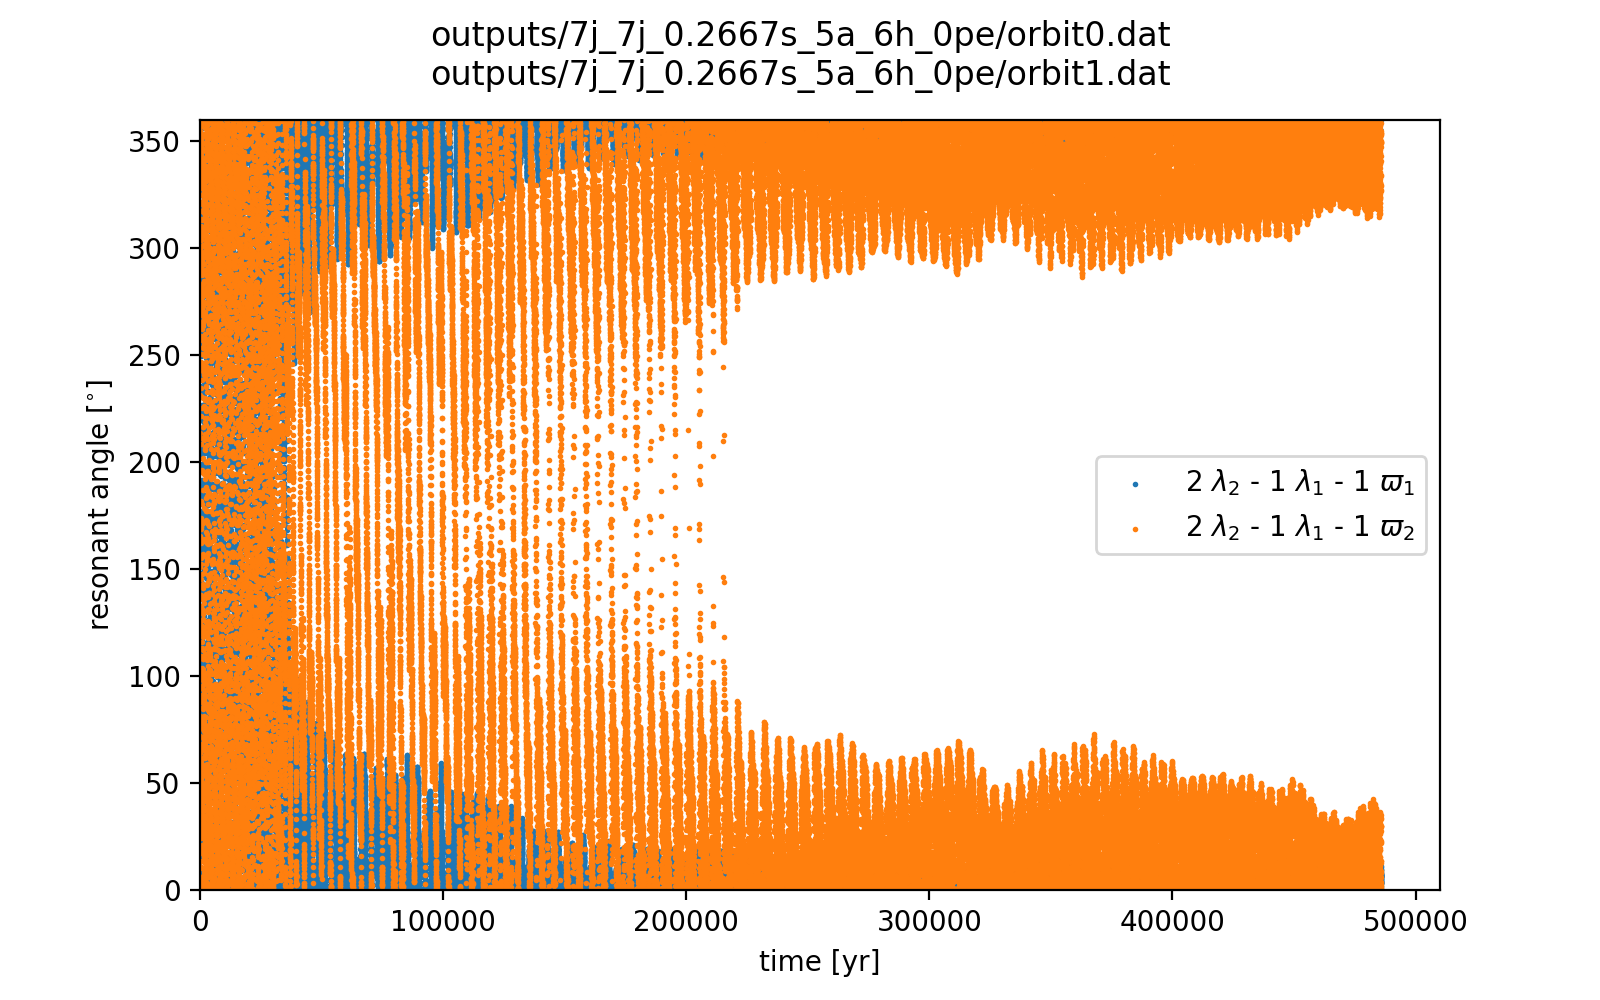 outputs/7j_7j_0.2667s_5a_6h_0pe/orbit0.dat
outputs/7j_7j_0.2667s_5a_6h_0pe/orbit1.dat
350
300
250
200
150
100
50
0
resonant angle [°]
2 λ₂ - 1 λ₁ - 1 ϖ₁
2 λ₂ - 1 λ₁ - 1 ϖ₂
0 100000 200000 300000 400000 500000
time [yr]